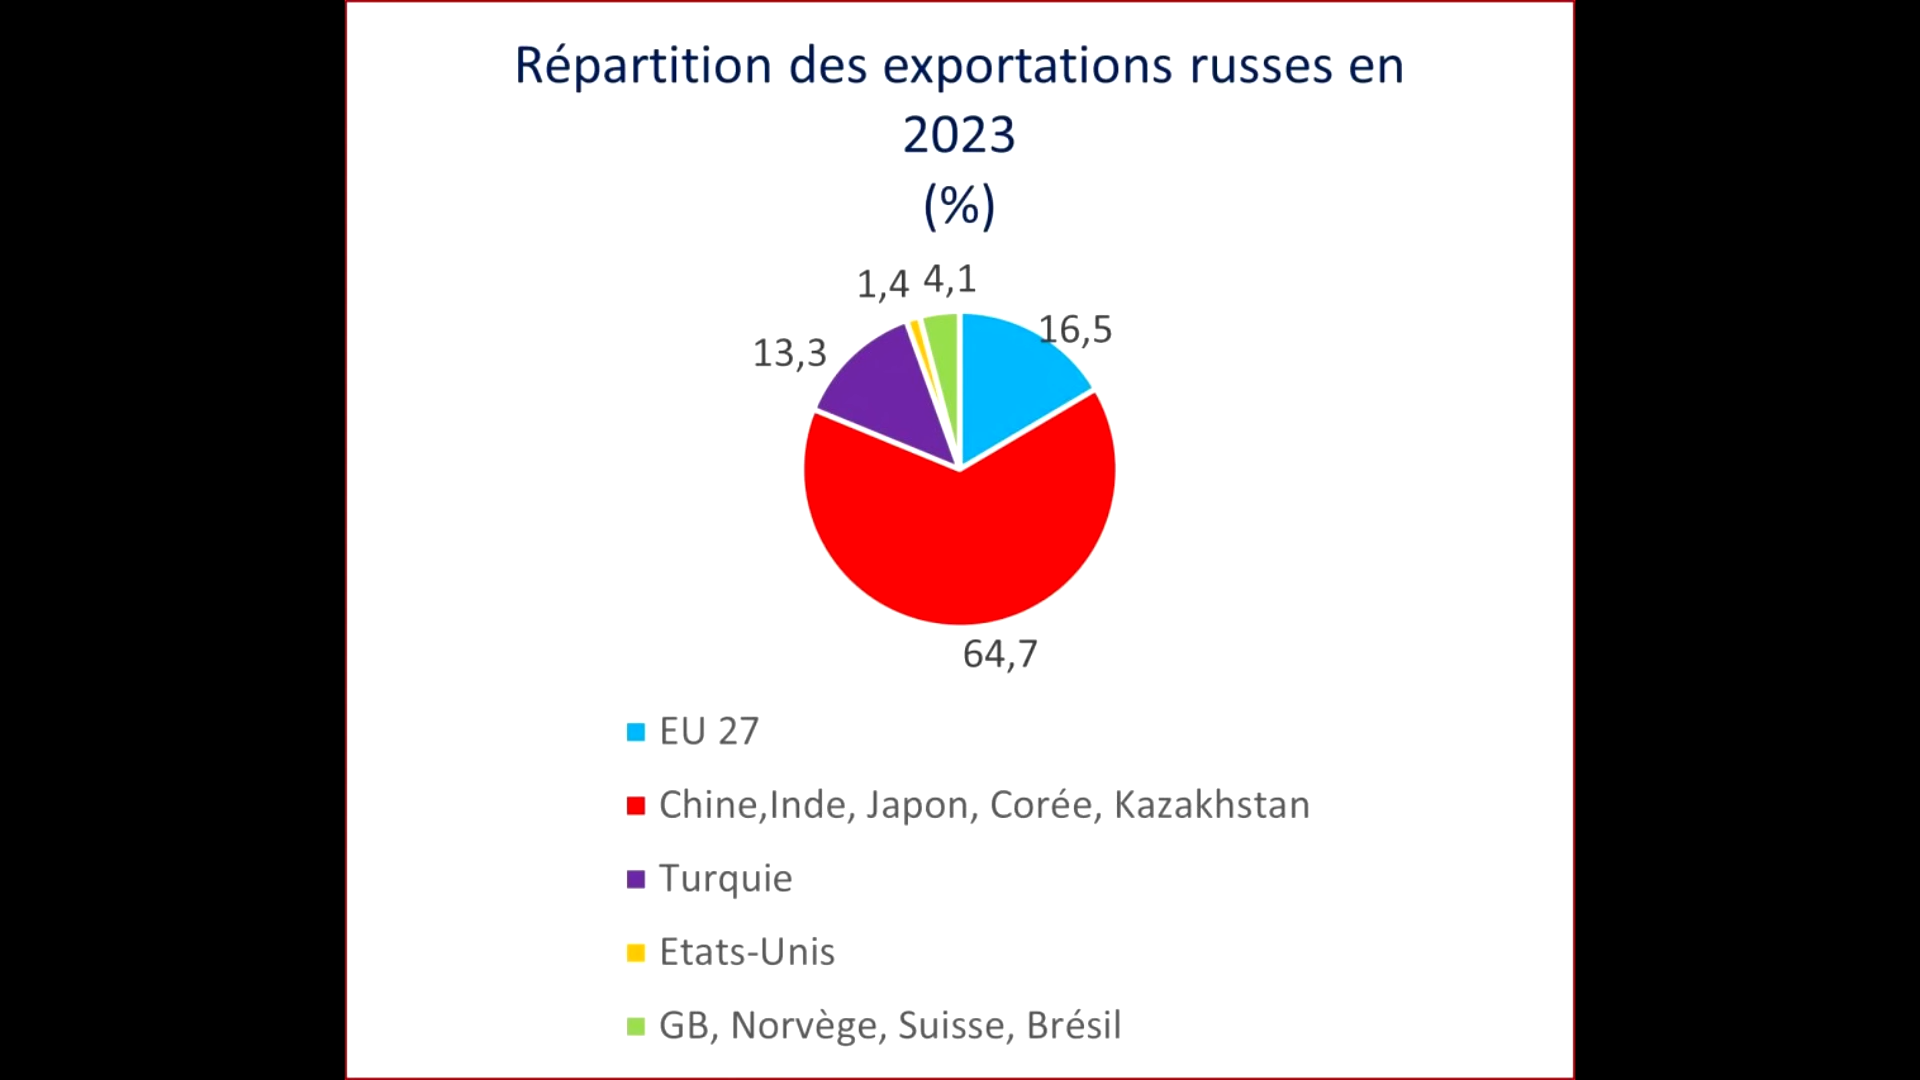 Répartition des exportations russes en
2023
(%)
1,4 4,1
16,5
13,3
64,7
EU 27
Chine,Inde, Japon, Corée, Kazakhstan
Turquie
Etats-Unis
GB, Norvège, Suisse, Brésil